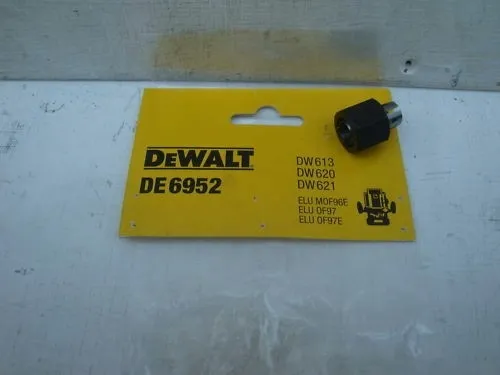 DEWALT
DE6952
DW613
DW620
DW621
ELU MOF96E
ELU OF97
ELU OF97E